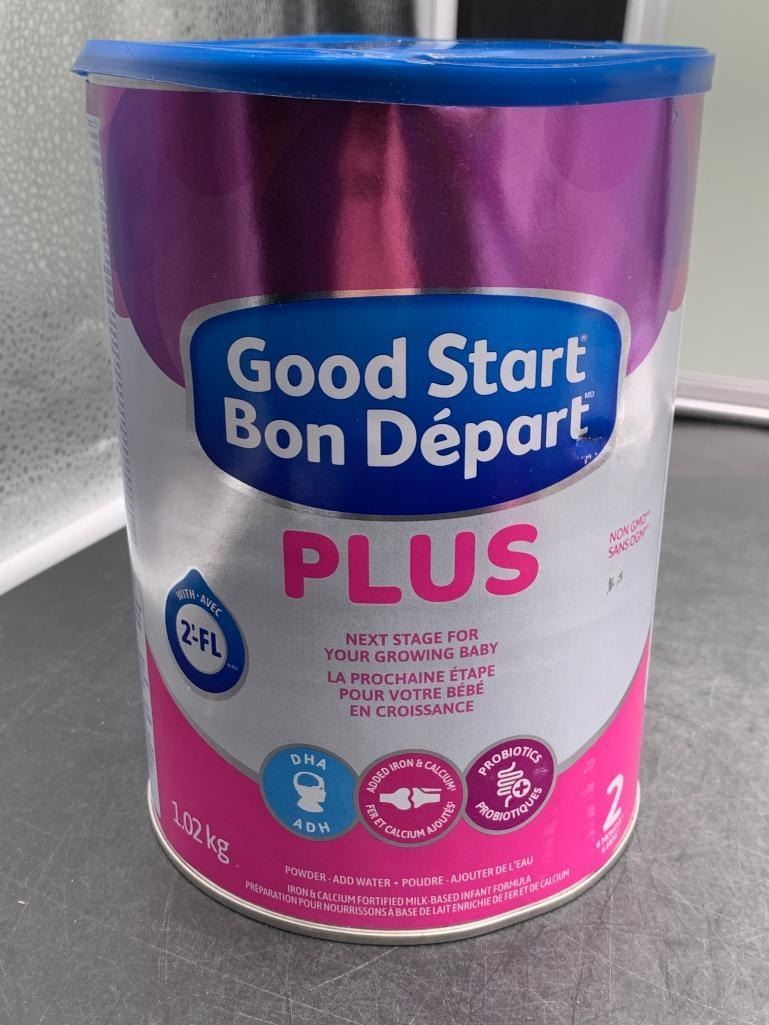 Good Start®
Bon Départ MD
PLUS
NON GMO
SANS OGM
WITH · AVEC
2'-FL
NEXT STAGE FOR
YOUR GROWING BABY
LA PROCHAINE ÉTAPE
POUR VOTRE BÉBÉ
EN CROISSANCE
DHA
ADH
ADDED IRON & CALCIUM
FER ET CALCIUM AJOUTÉS
PROBIOTICS
PROBIOTIQUES
2
1.02 kg
POWDER - ADD WATER • POUDRE - AJOUTER DE L'EAU
IRON & CALCIUM FORTIFIED MILK-BASED INFANT FORMULA
PRÉPARATION POUR NOURRISSONS À BASE DE LAIT ENRICHIE DE FER ET DE CALCIUM